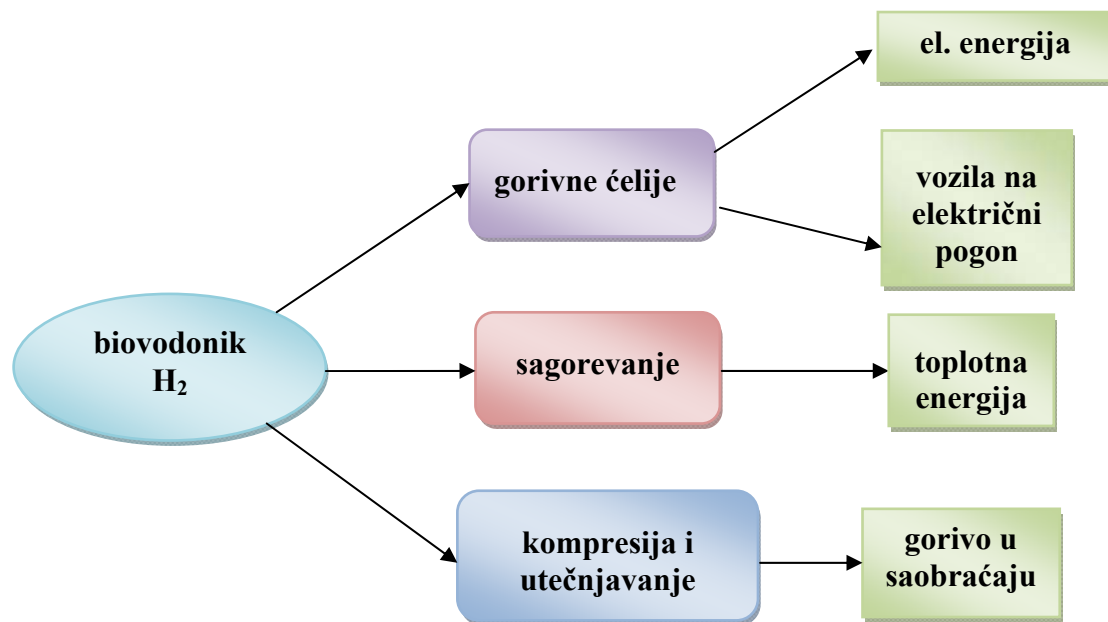 el. energija
gorivne ćelije
vozila na
električni
pogon
biovodonik
H₂
sagorevanje
toplotna
energija
kompresija i
utečnjavanje
gorivo u
saobraćaju